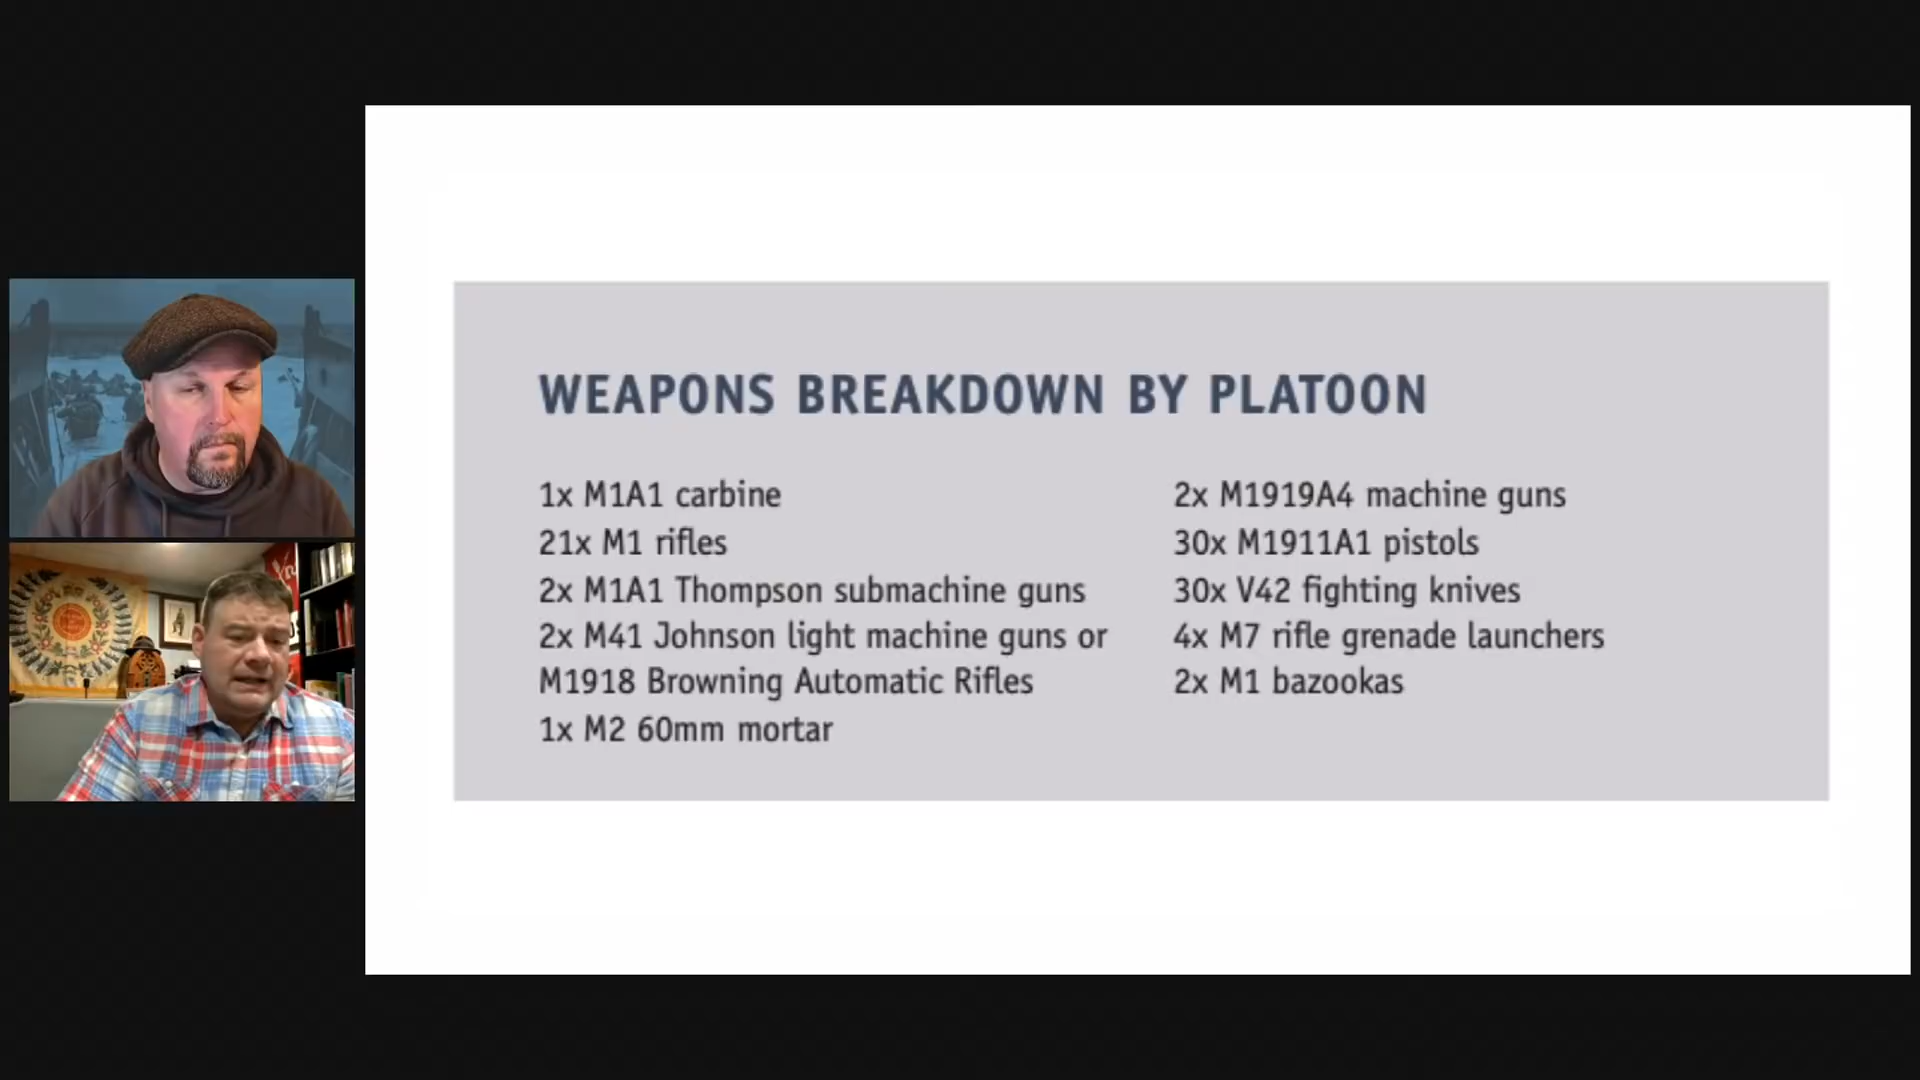 WEAPONS BREAKDOWN BY PLATOON
1x M1A1 carbine
21x M1 rifles
2x M1A1 Thompson submachine guns
2x M41 Johnson light machine guns or
M1918 Browning Automatic Rifles
1x M2 60mm mortar
2x M1919A4 machine guns
30x M1911A1 pistols
30x V42 fighting knives
4x M7 rifle grenade launchers
2x M1 bazookas